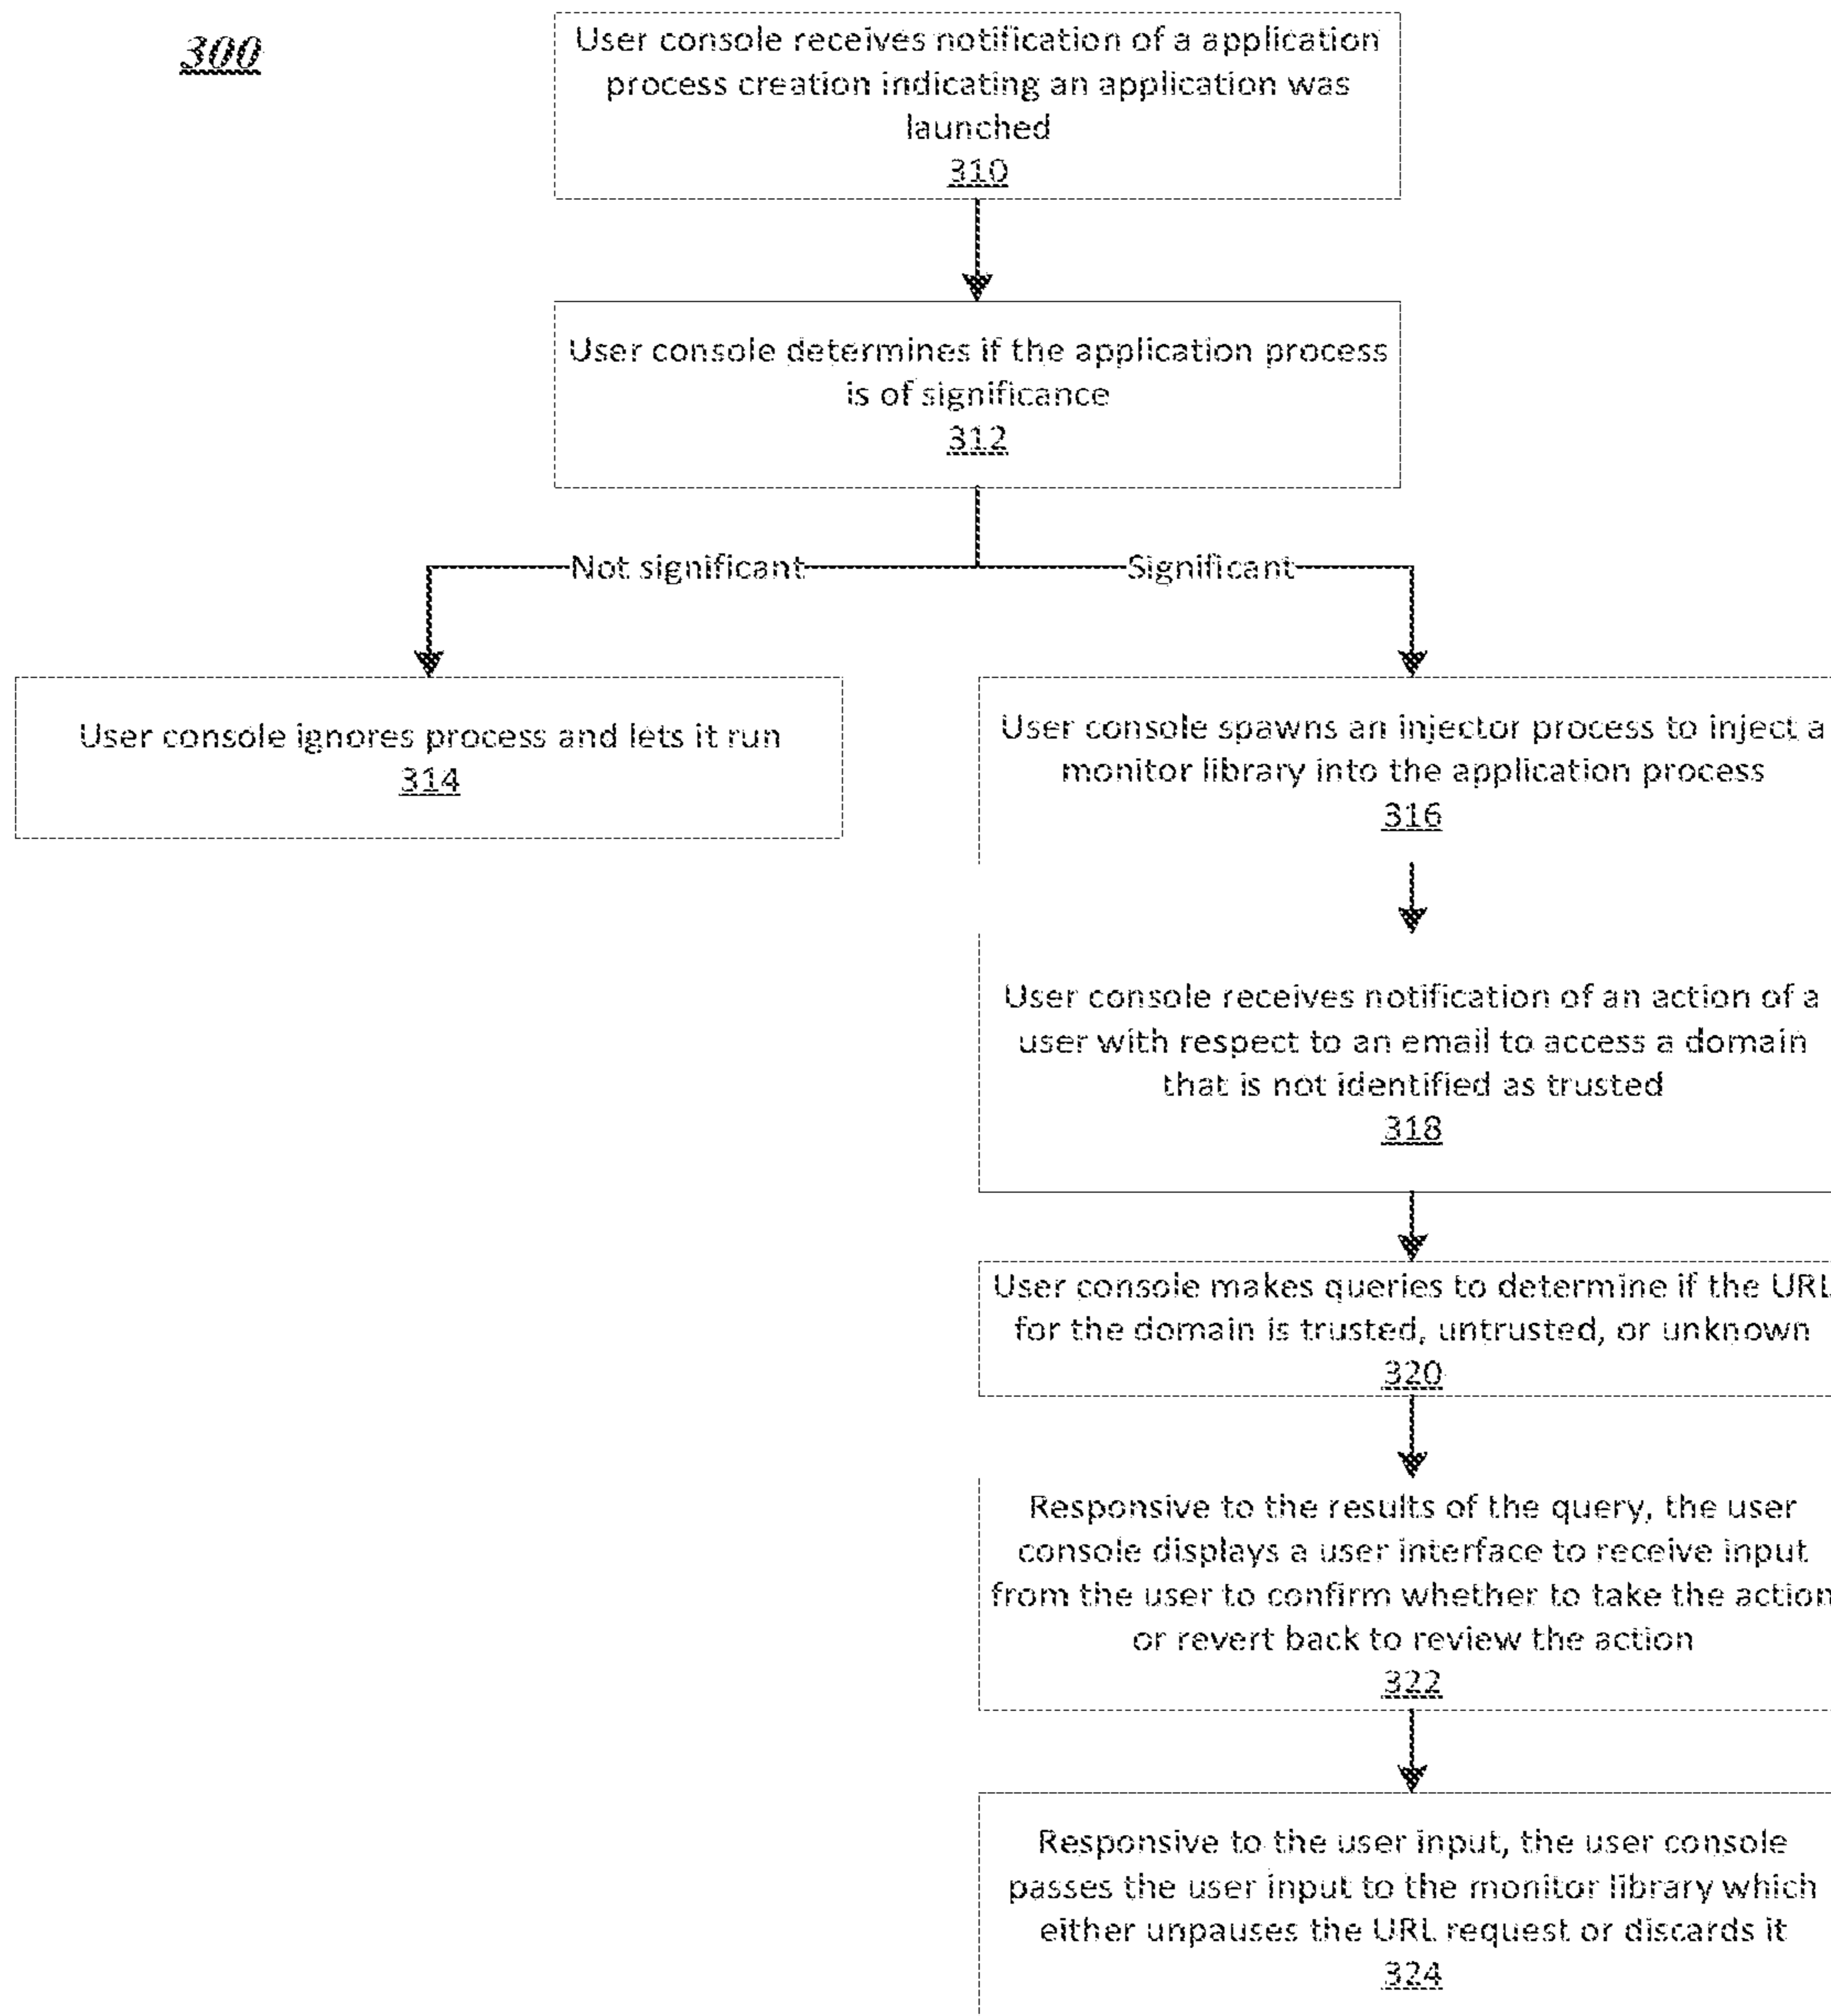 300
User console receives notification of a application
process creation indicating an application was
launched
310
User console determines if the application process
is of significance
312
Not significant
Significant
User console ignores process and lets it run
314
User console spawns an injector process to inject a
monitor library into the application process
316
User console receives notification of an action of a
user with respect to an email to access a domain
that is not identified as trusted
318
User console makes queries to determine if the URL
for the domain is trusted, untrusted, or unknown
320
Responsive to the results of the query, the user
console displays a user interface to receive input
from the user to confirm whether to take the action
or revert back to review the action
322
Responsive to the user input, the user console
passes the user input to the monitor library which
either unpauses the URL request or discards it
324